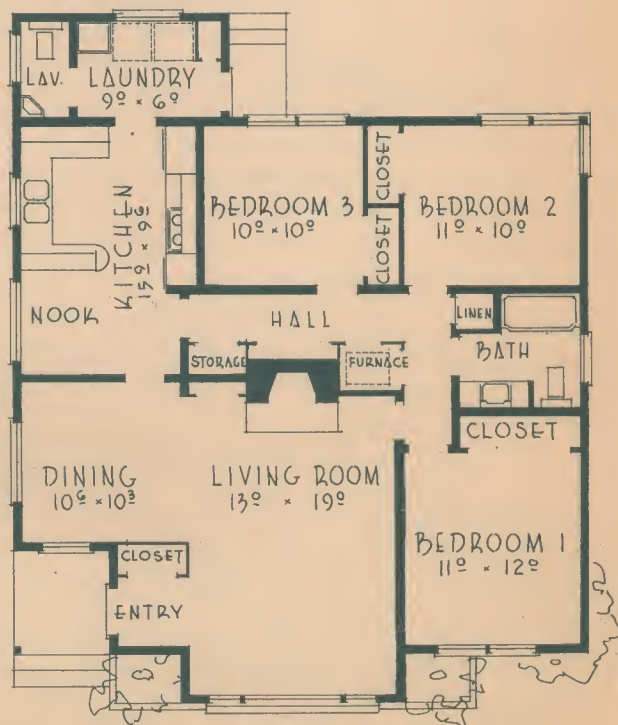 LAV.
LAUNDRY
9⁰ × 6⁰
KITCHEN
15⁰ × 9⁶
NOOK
BEDROOM 3
10⁰ × 10⁰
CLOSET
CLOSET
BEDROOM 2
11⁰ × 10⁰
HALL
LINEN
BATH
STORAGE
FURNACE
CLOSET
DINING
10⁶ × 10³
LIVING ROOM
13⁰ × 19⁰
BEDROOM 1
11⁰ × 12⁰
CLOSET
ENTRY